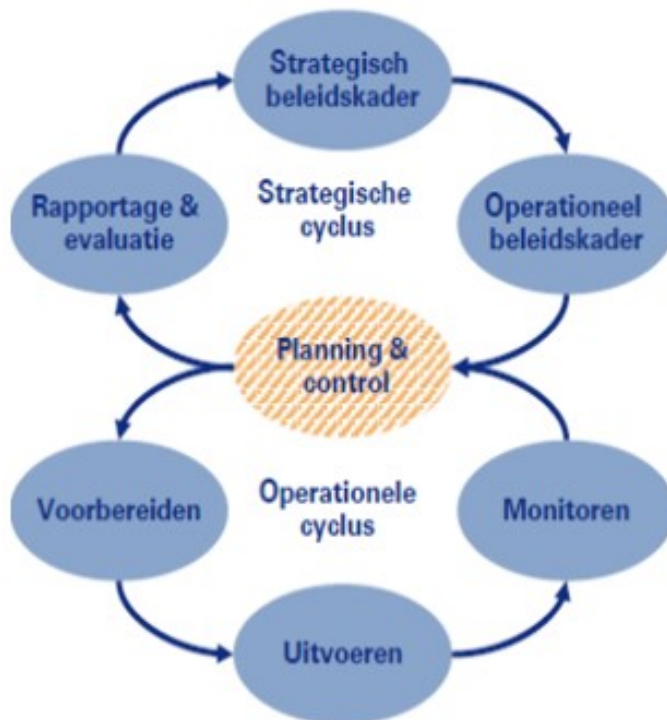 Strategisch
beleidskader
Rapportage &
evaluatie
Strategische
cyclus
Operationeel
beleidskader
Planning &
control
Voorbereiden
Operationele
cyclus
Monitoren
Uitvoeren